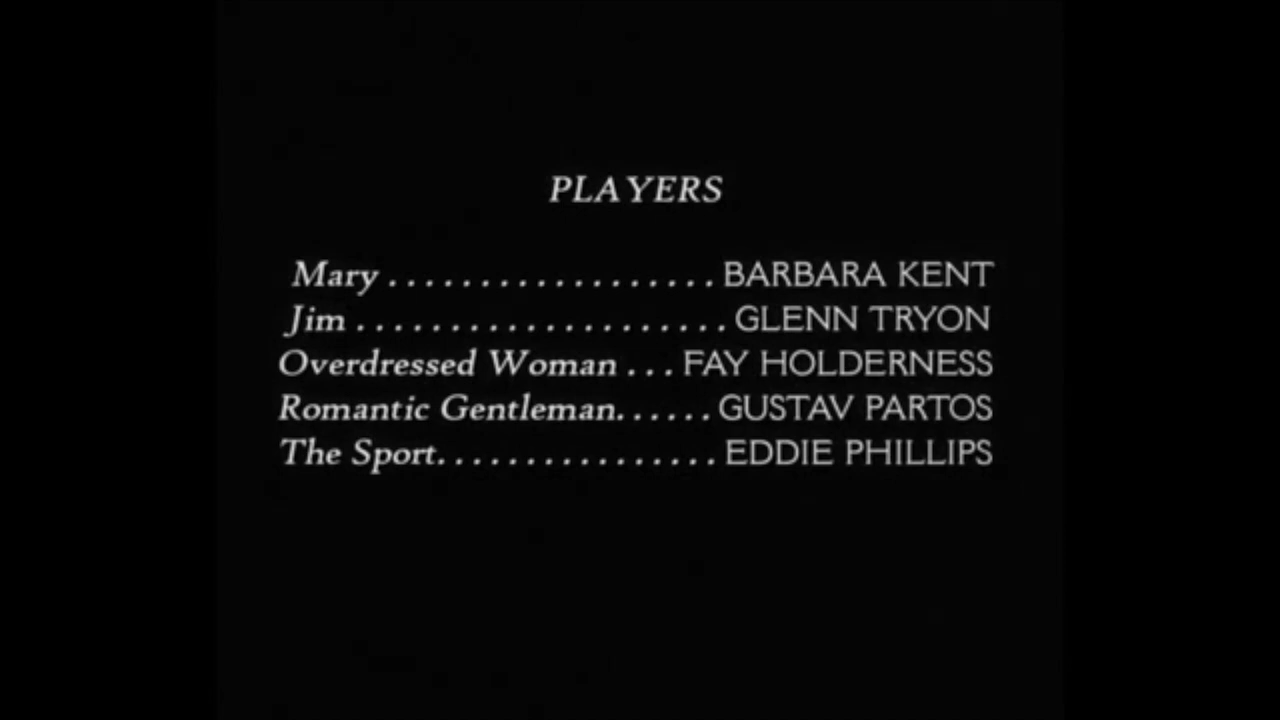 PLAYERS
Mary . . . . . . . . . . . . . . . . . . . BARBARA KENT
Jim . . . . . . . . . . . . . . . . . . . . . . GLENN TRYON
Overdressed Woman . . . FAY HOLDERNESS
Romantic Gentleman. . . . . . GUSTAV PARTOS
The Sport. . . . . . . . . . . . . . . . . EDDIE PHILLIPS